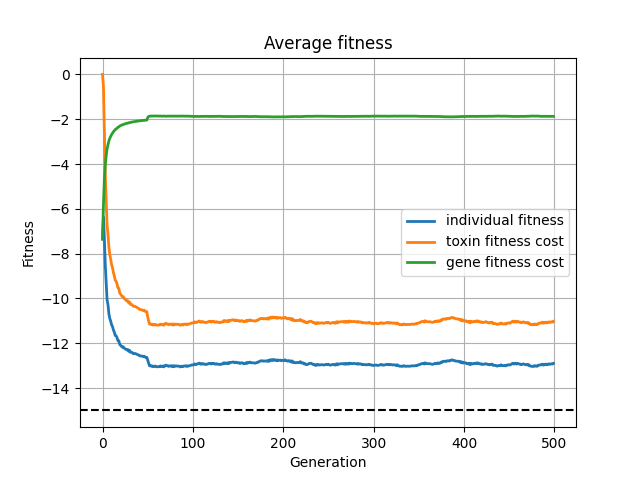 Average fitness
Fitness
0
−2
−4
−6
−8
−10
−12
−14
individual fitness
toxin fitness cost
gene fitness cost
0 100 200 300 400 500
Generation